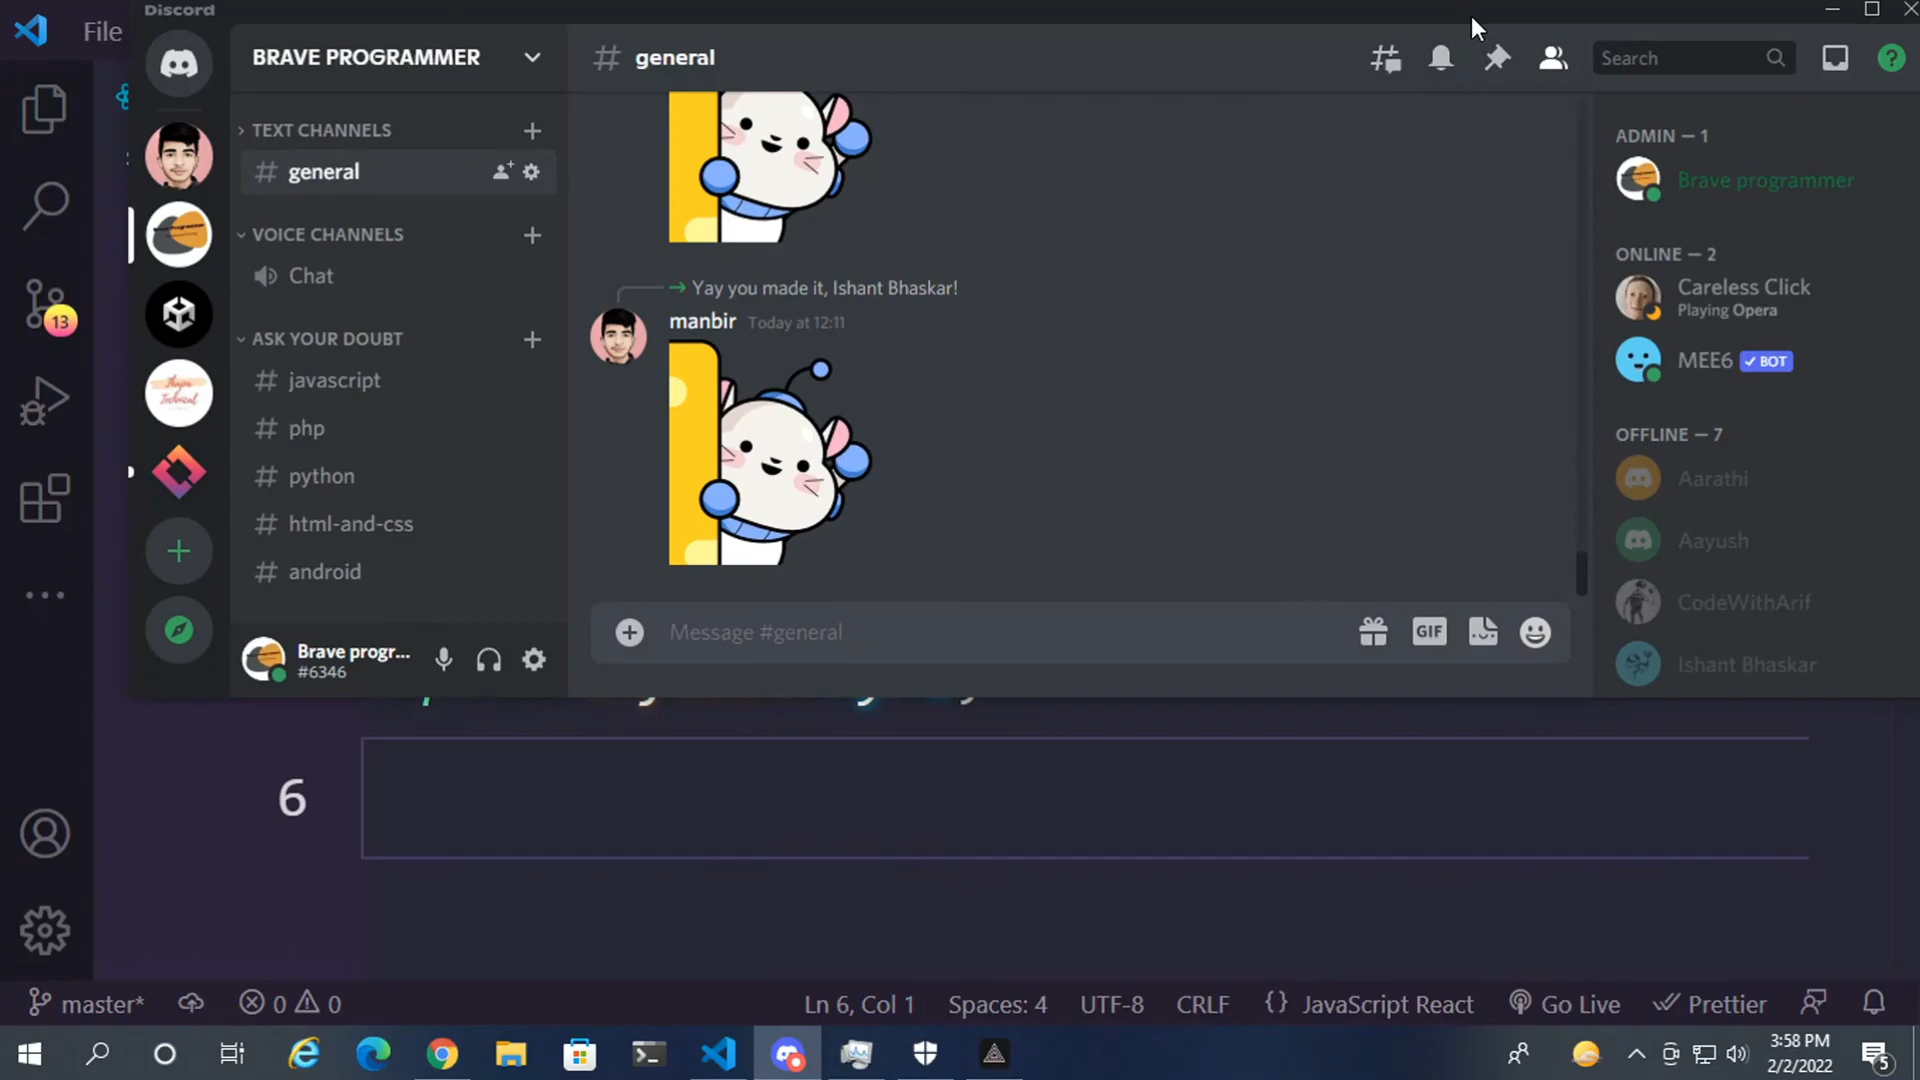 Discord
File
BRAVE PROGRAMMER
general
Search
TEXT CHANNELS
general
VOICE CHANNELS
Chat
ASK YOUR DOUBT
javascript
php
python
html-and-css
android
Brave progr...
#6346
Yay you made it, Ishant Bhaskar!
manbir Today at 12:11
Message #general
GIF
ADMIN — 1
Brave programmer
ONLINE — 2
Careless Click
Playing Opera
MEE6 ✓ BOT
OFFLINE — 7
Aarathi
Aayush
CodeWithArif
Ishant Bhaskar
13
6
master* 0 0 Ln 6, Col 1 Spaces: 4 UTF-8 CRLF {} JavaScript React Go Live Prettier
3:58 PM
2/2/2022
5